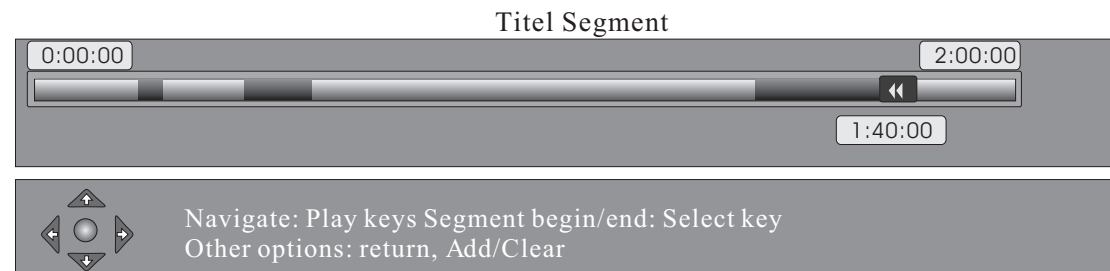 Titel Segment
0:00:00
2:00:00
1:40:00
Navigate: Play keys Segment begin/end: Select key
Other options: return, Add/Clear